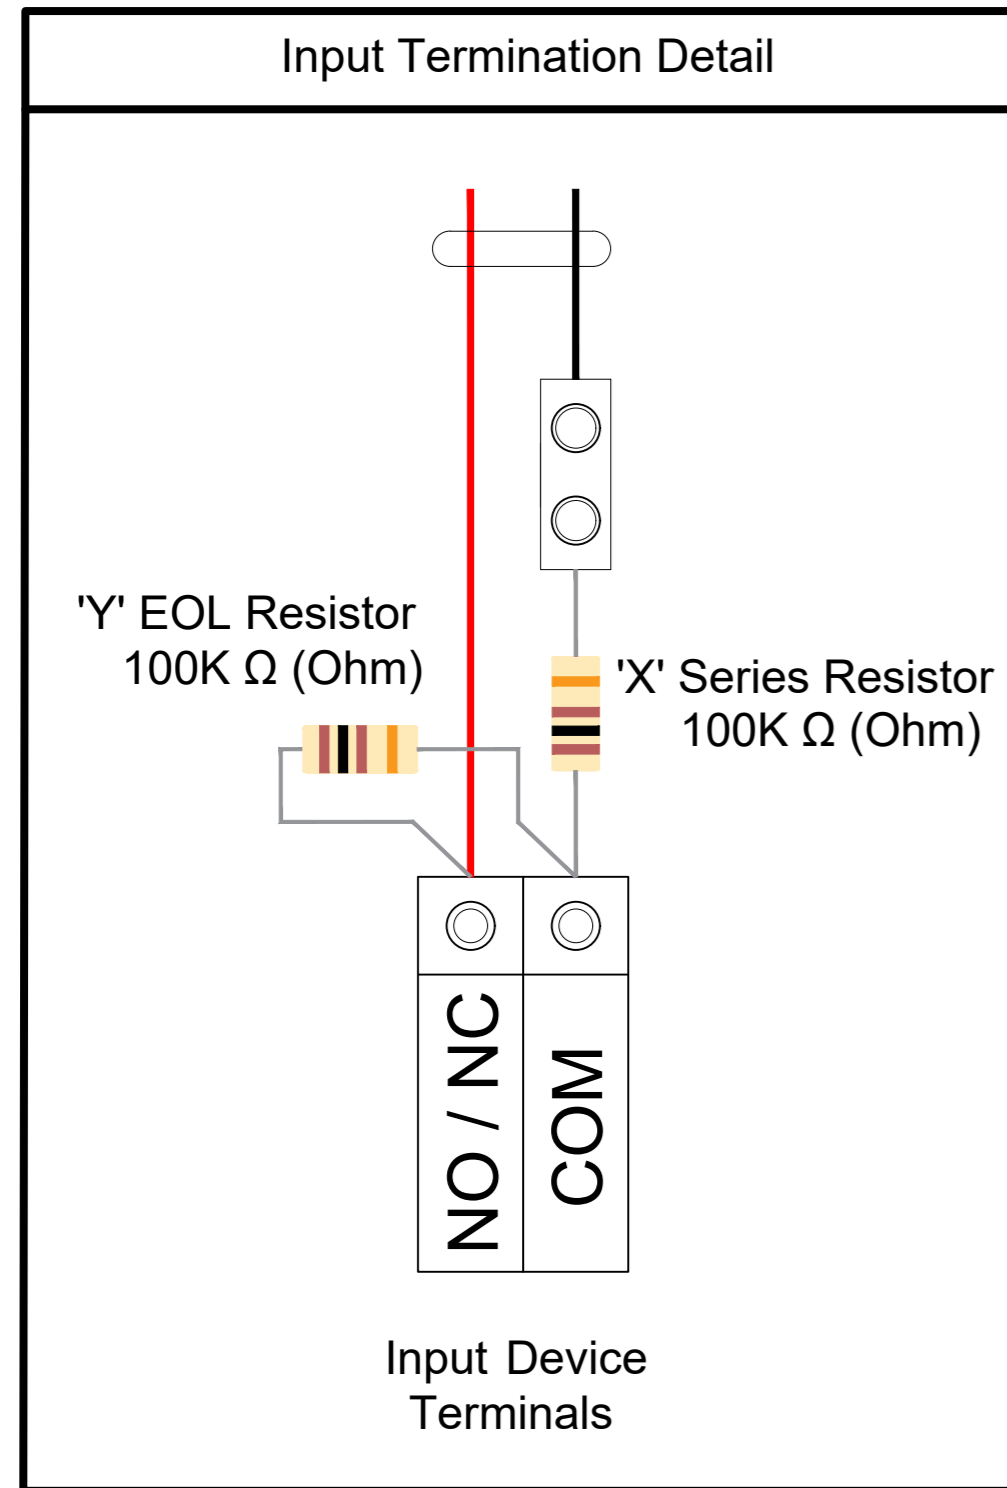 Input Termination Detail
'Y' EOL Resistor
100K Ω (Ohm)
'X' Series Resistor
100K Ω (Ohm)
NO / NC
COM
Input Device
Terminals